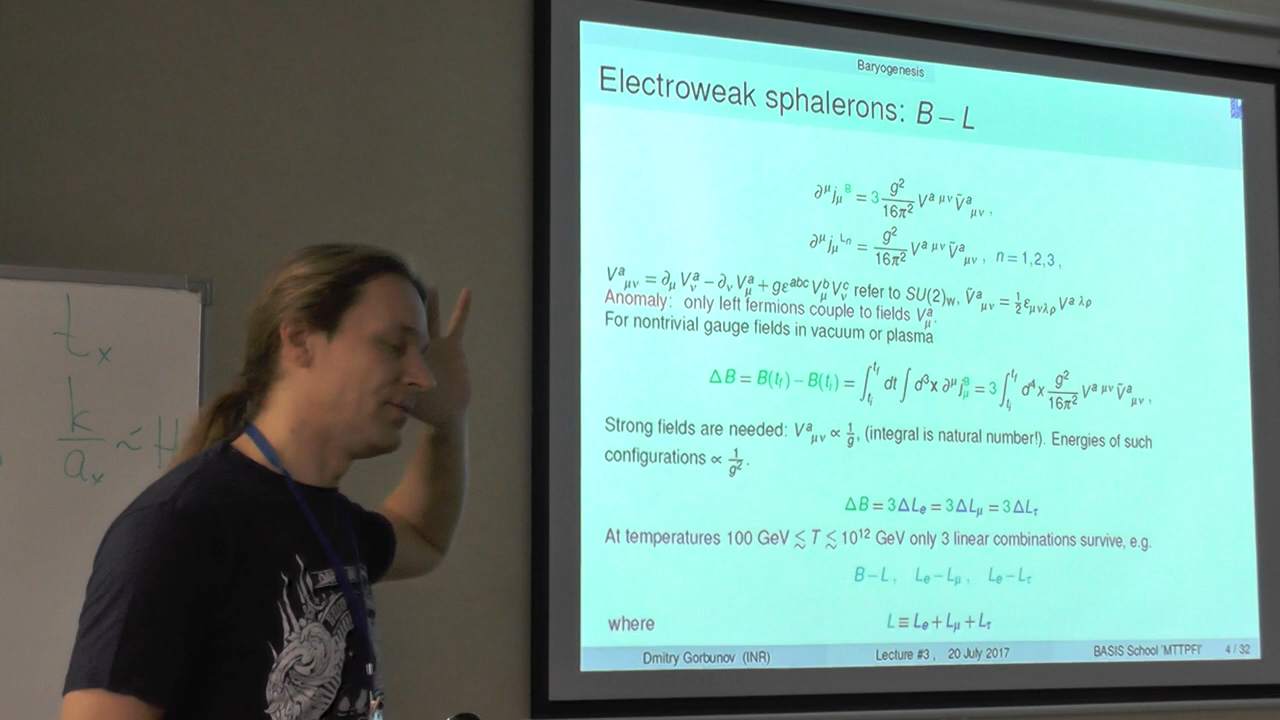 t_x
k
a_x ~ H
Baryogenesis
Electroweak sphalerons: B – L
∂^μ j_μ^B = 3 g²/16π² V^{a μν} Ṽ^a_{μν} ,
∂^μ j_μ^{L_n} = g²/16π² V^{a μν} Ṽ^a_{μν} , n = 1,2,3 ,
V^a_{μν} = ∂_μ V^a_ν − ∂_ν V^a_μ + gε^{abc} V^b_μ V^c_ν refer to SU(2)_W, Ṽ^a_{μν} = ½ ε_{μνλρ} V^{a λρ}
Anomaly: only left fermions couple to fields V^a_μ.
For nontrivial gauge fields in vacuum or plasma
ΔB = B(t_f) − B(t_i) = ∫_{t_i}^{t_f} dt ∫ d³x ∂^μ j_μ^B = 3 ∫_{t_i}^{t_f} d⁴x g²/16π² V^{a μν} Ṽ^a_{μν} ,
Strong fields are needed: V^a_{μν} ∝ 1/g, (integral is natural number!). Energies of such
configurations ∝ 1/g².
ΔB = 3ΔL_e = 3ΔL_μ = 3ΔL_τ
At temperatures 100 GeV ≲ T ≲ 10¹² GeV only 3 linear combinations survive, e.g.
B − L , L_e − L_μ , L_e − L_τ
where L ≡ L_e + L_μ + L_τ
Dmitry Gorbunov (INR) Lecture #3 , 20 July 2017 BASIS School 'MTTPFI' 4 / 32